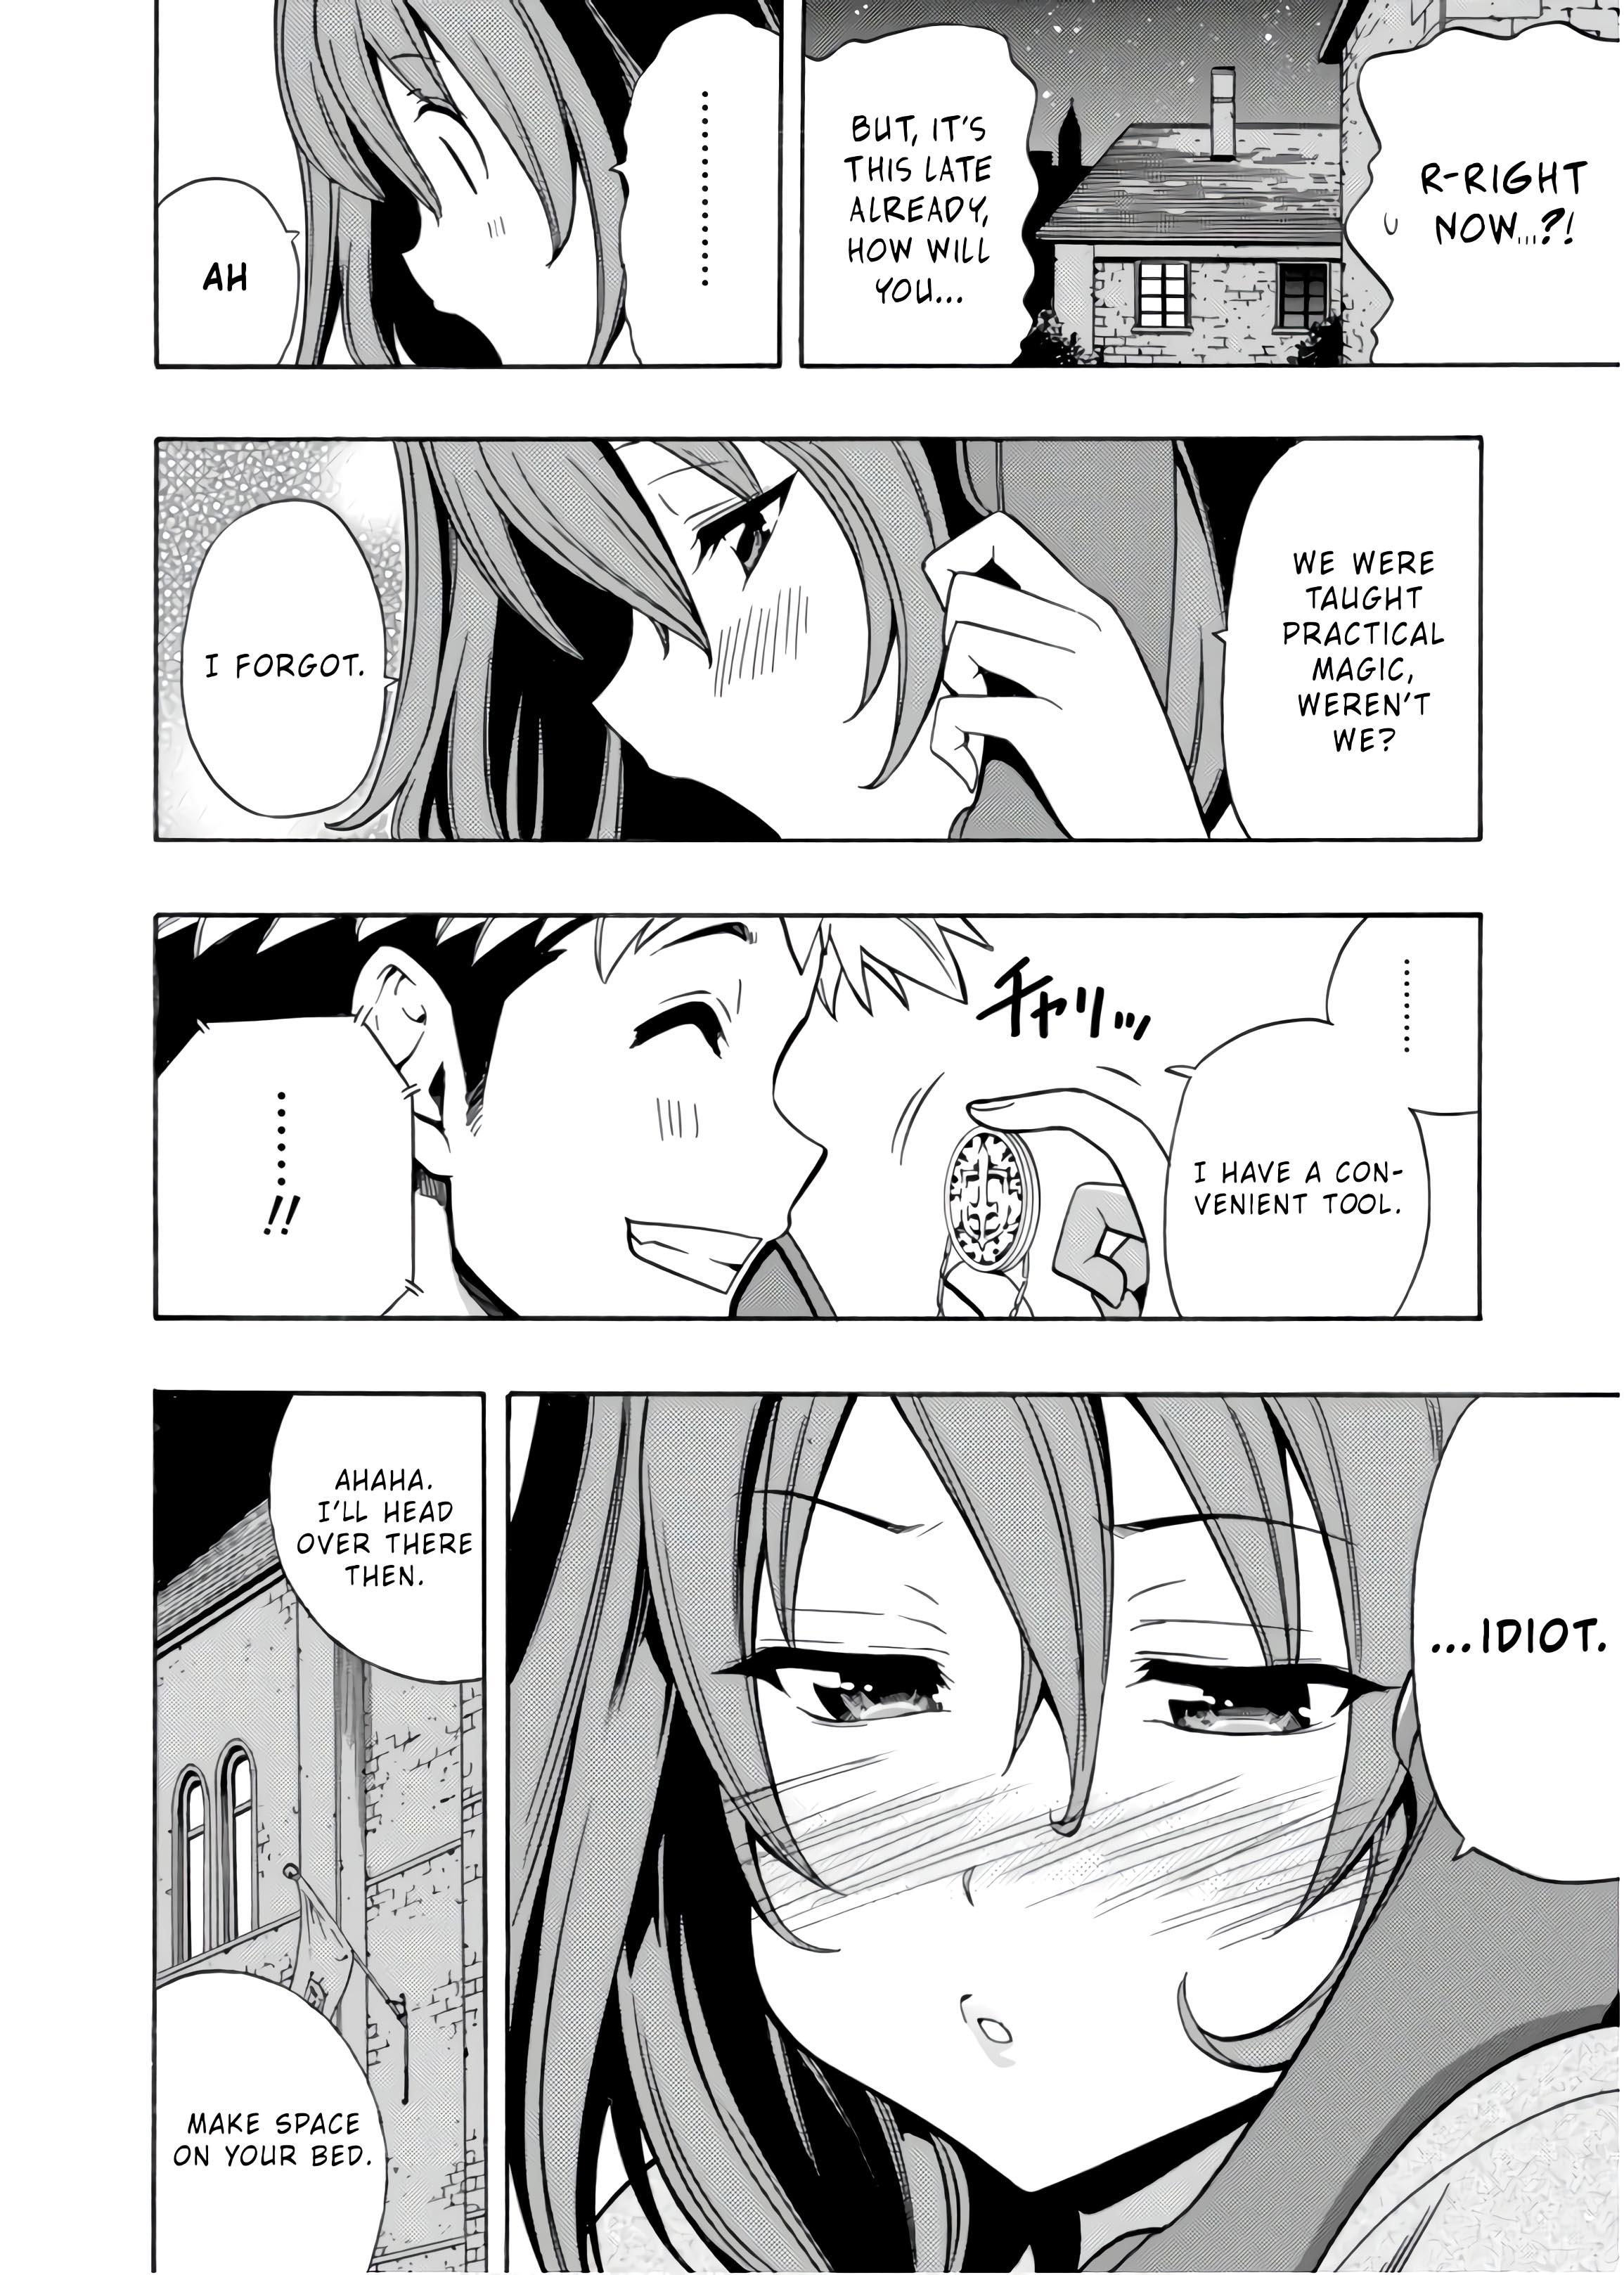 R-RIGHT
NOW...?!
BUT, IT'S
THIS LATE
ALREADY,
HOW WILL
YOU...
.........
AH
WE WERE
TAUGHT
PRACTICAL
MAGIC,
WEREN'T
WE?
I FORGOT.
.........
I HAVE A CON-
VENIENT TOOL.
チャリッ
......!!
...IDIOT.
AHAHA.
I'LL HEAD
OVER THERE
THEN.
MAKE SPACE
ON YOUR BED.